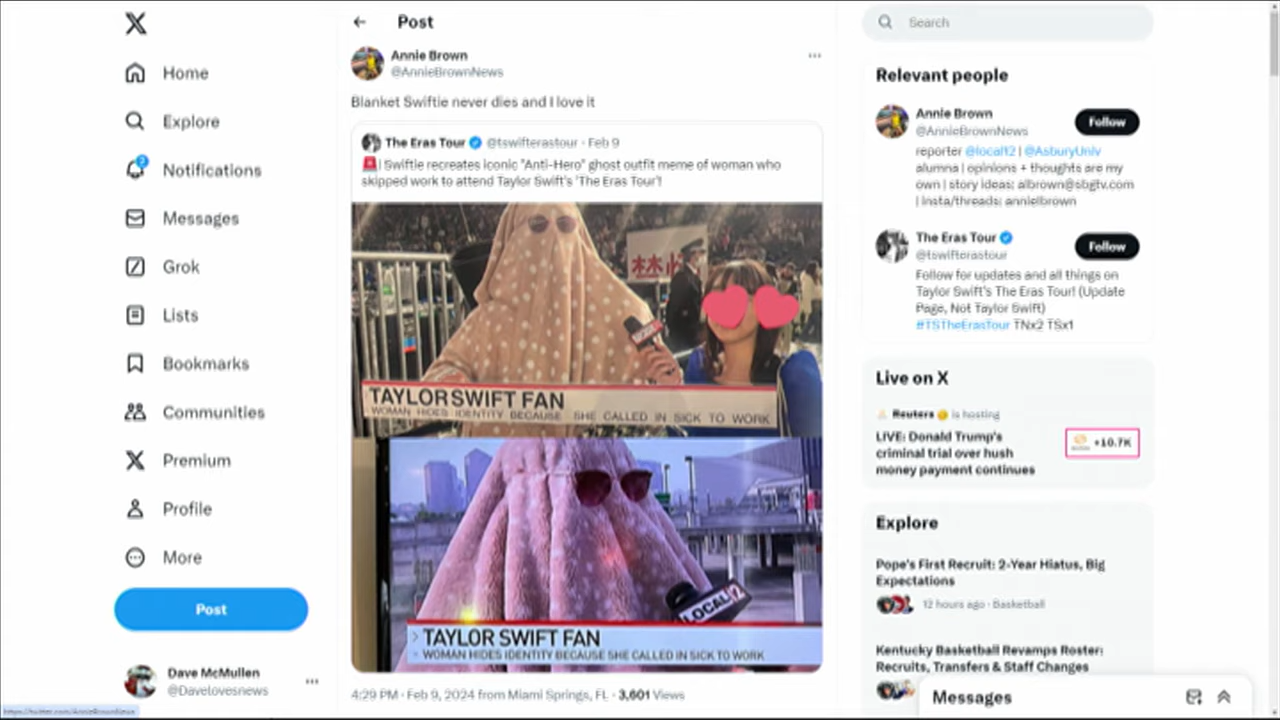 Home
Explore
Notifications
Messages
Grok
Lists
Bookmarks
Communities
Premium
Profile
More
Post
Dave McMullen
@Davelovesnews
https://twitter.com/AnnieBrownNews
Post
Annie Brown
@AnnieBrownNews
Blanket Swiftie never dies and I love it
The Eras Tour @tswifterastour · Feb 9
🚨| Swiftie recreates iconic "Anti-Hero" ghost outfit meme of woman who
skipped work to attend Taylor Swift's 'The Eras Tour'!
TAYLOR SWIFT FAN
WOMAN HIDES IDENTITY BECAUSE SHE CALLED IN SICK TO WORK
LOCAL 12
TAYLOR SWIFT FAN
WOMAN HIDES IDENTITY BECAUSE SHE CALLED IN SICK TO WORK
4:29 PM · Feb 9, 2024 from Miami Springs, FL · 3,601 Views
Search
Relevant people
Annie Brown
@AnnieBrownNews
Follow
reporter @local12 | @AsburyUniv
alumna | opinions + thoughts are my
own | story ideas: albrown@sbgtv.com
| insta/threads: annielbrown
The Eras Tour
@tswifterastour
Follow
Follow for updates and all things on
Taylor Swift's The Eras Tour! (Update
Page, Not Taylor Swift)
#TSTheErasTour TNx2 TSx1
Live on X
Reuters is hosting
LIVE: Donald Trump's
criminal trial over hush
money payment continues
+10.7K
Explore
Pope's First Recruit: 2-Year Hiatus, Big
Expectations
12 hours ago · Basketball
Kentucky Basketball Revamps Roster:
Recruits, Transfers & Staff Changes
Messages